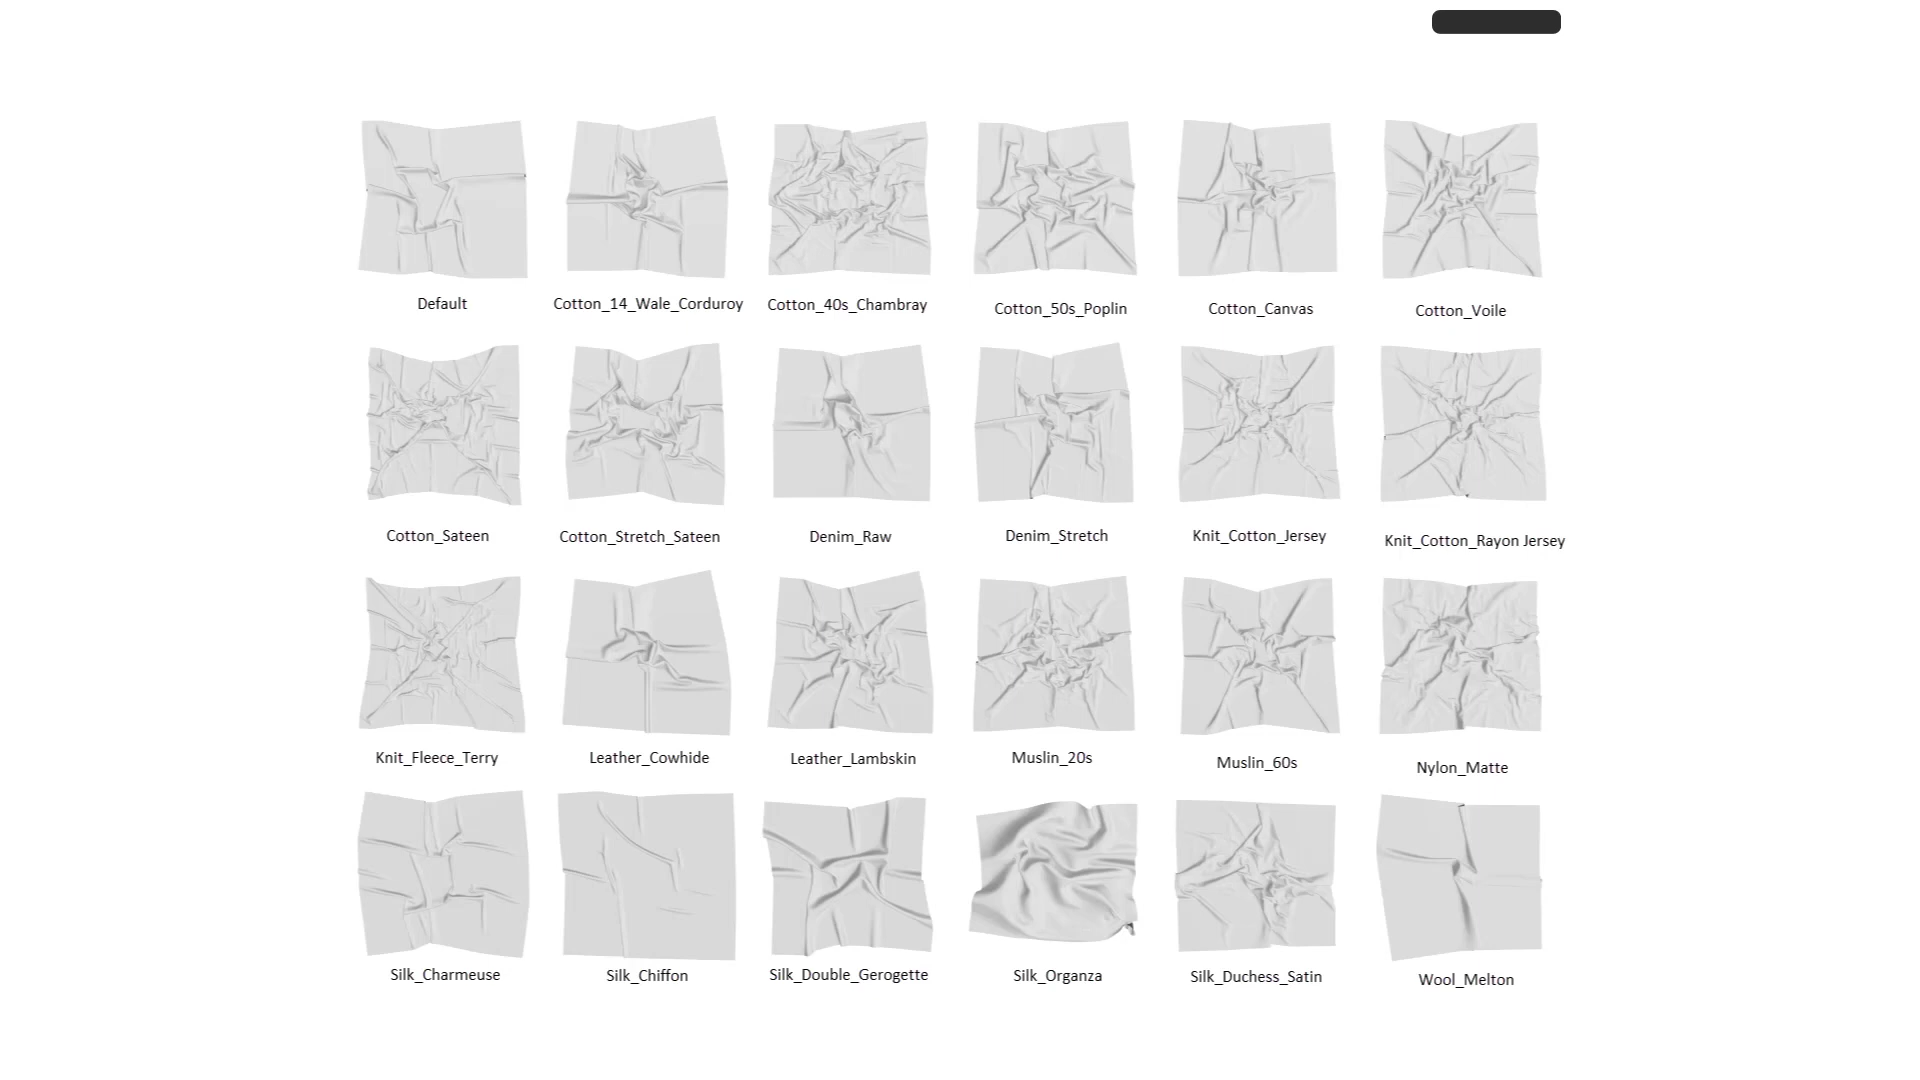 Default
Cotton_14_Wale_Corduroy
Cotton_40s_Chambray
Cotton_50s_Poplin
Cotton_Canvas
Cotton_Voile
Cotton_Sateen
Cotton_Stretch_Sateen
Denim_Raw
Denim_Stretch
Knit_Cotton_Jersey
Knit_Cotton_Rayon Jersey
Knit_Fleece_Terry
Leather_Cowhide
Leather_Lambskin
Muslin_20s
Muslin_60s
Nylon_Matte
Silk_Charmeuse
Silk_Chiffon
Silk_Double_Gerogette
Silk_Organza
Silk_Duchess_Satin
Wool_Melton